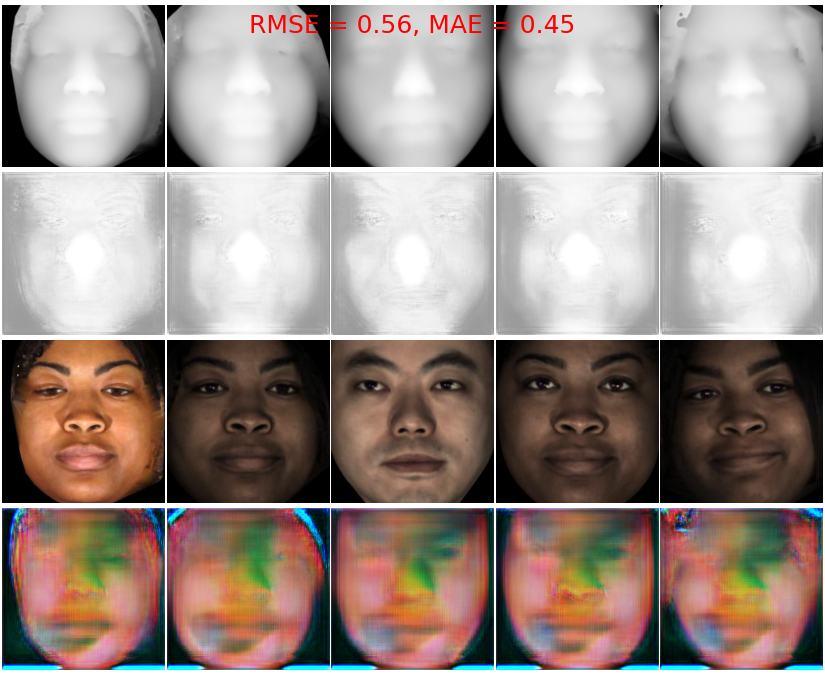 RMSE = 0.56, MAE = 0.45